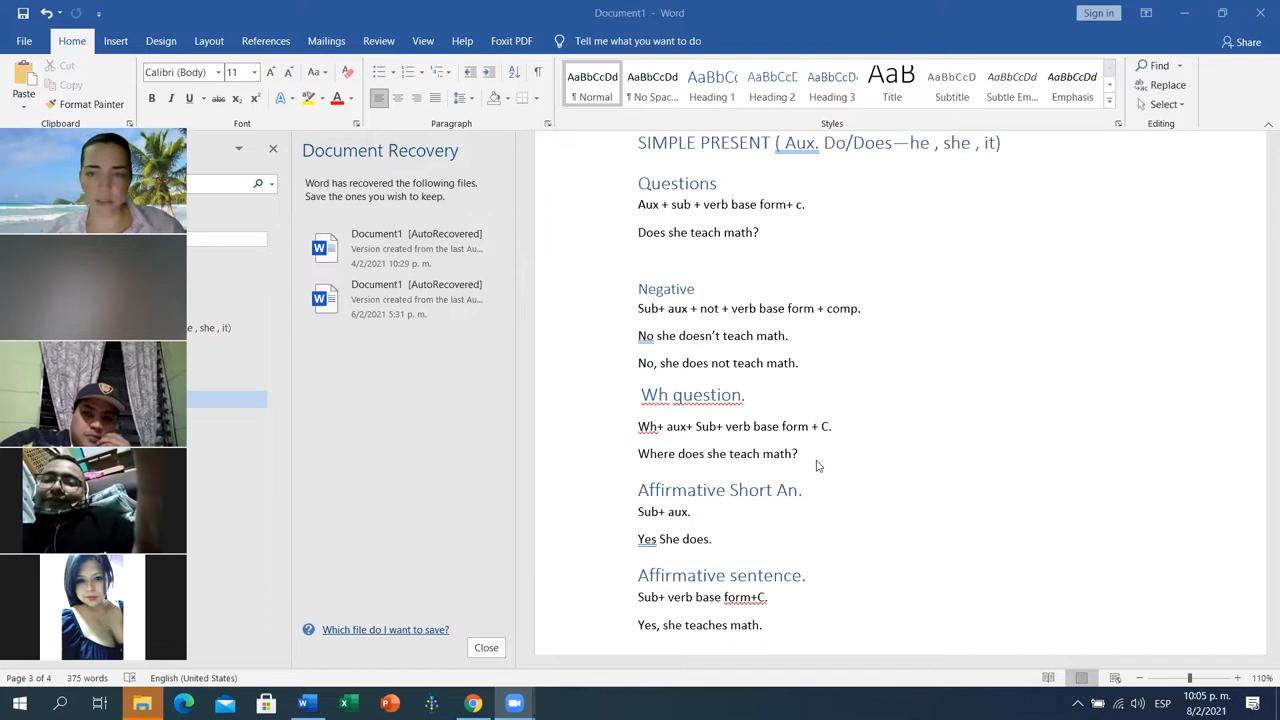 Document1 - Word
Sign in
File Home Insert Design Layout References Mailings Review View Help Foxit PDF Tell me what you want to do Share
Paste
Cut
Copy
Format Painter
Calibri (Body) 11
Clipboard
Font
Paragraph
AaBbCcDd AaBbCcDd AaBbC AaBbCcD AaBbCcD AaB AaBbCcD AaBbCcDd AaBbCcDd
¶ Normal ¶ No Spac... Heading 1 Heading 2 Heading 3 Title Subtitle Subtle Em... Emphasis
Styles
Find
Replace
Select
Editing
e , she , it)
Document Recovery
Word has recovered the following files.
Save the ones you wish to keep.
Document1 [AutoRecovered]
Version created from the last Au...
4/2/2021 10:29 p. m.
Document1 [AutoRecovered]
Version created from the last Au...
6/2/2021 5:31 p. m.
Which file do I want to save?
Close
SIMPLE PRESENT ( Aux. Do/Does—he , she , it)
Questions
Aux + sub + verb base form+ c.
Does she teach math?
Negative
Sub+ aux + not + verb base form + comp.
No she doesn’t teach math.
No, she does not teach math.
Wh question.
Wh+ aux+ Sub+ verb base form + C.
Where does she teach math?
Affirmative Short An.
Sub+ aux.
Yes She does.
Affirmative sentence.
Sub+ verb base form+C.
Yes, she teaches math.
Page 3 of 4 375 words English (United States) 110%
ESP 10:05 p. m.
8/2/2021